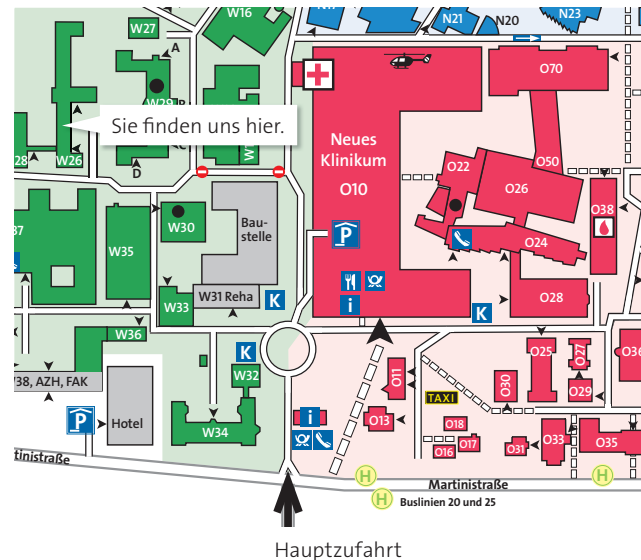 W27
W16
N21
N20
N23
A
O70
W29
Sie finden uns hier.
Neues
Klinikum
O10
28
W26
C
D
O22
O50
O26
O38
W30
Bau-
stelle
P
O24
37
W35
W31 Reha
K
i
K
O28
W33
W36
K
W38, AZH, FAK
W32
O11
O25
O27
O36
O30
O29
TAXI
P
Hotel
W34
i
O13
O18
O17
O16
O31
O33
O35
tinistraße
H
H
H
Martinistraße
Buslinien 20 und 25
Hauptzufahrt